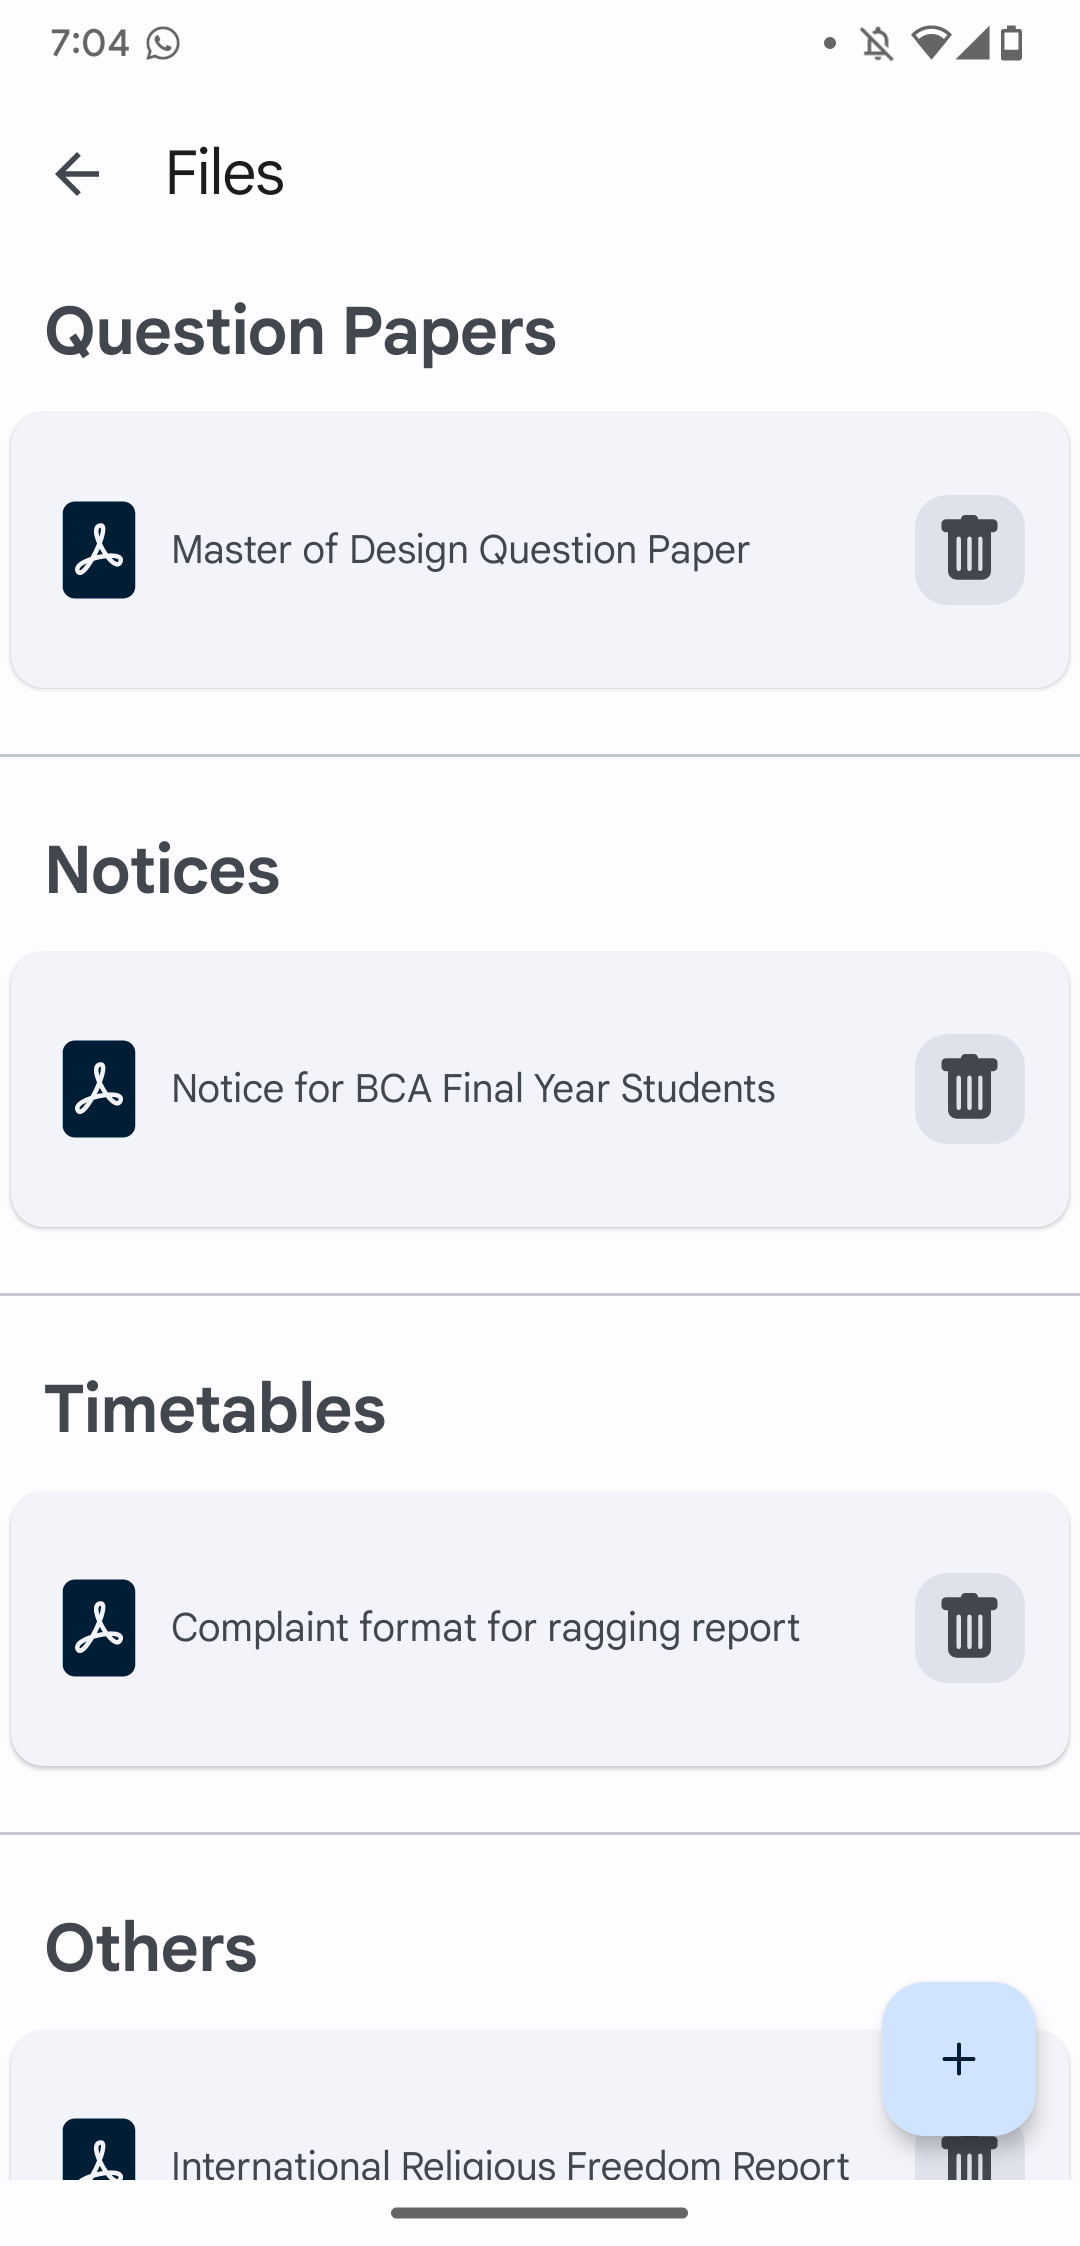 7:04
Files
Question Papers
Master of Design Question Paper
Notices
Notice for BCA Final Year Students
Timetables
Complaint format for ragging report
Others
International Religious Freedom Report